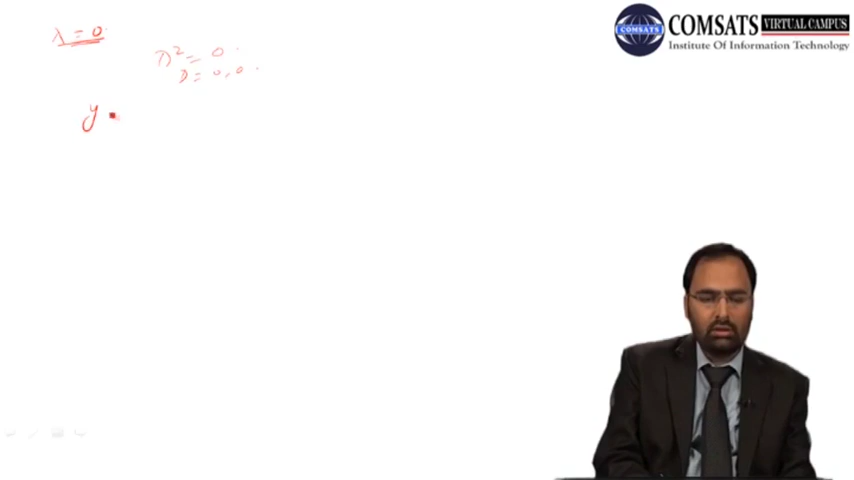 λ = 0.
D² = 0.
D = 0, 0.
y
COMSATS VIRTUAL CAMPUS
COMSATS
Institute Of Information Technology